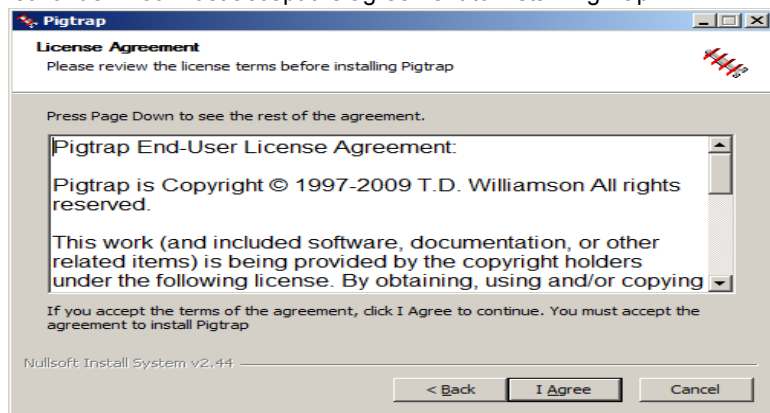 Pigtrap
License Agreement
Please review the license terms before installing Pigtrap
Press Page Down to see the rest of the agreement.
Pigtrap End-User License Agreement:
Pigtrap is Copyright © 1997-2009 T.D. Williamson All rights
reserved.
This work (and included software, documentation, or other
related items) is being provided by the copyright holders
under the following license. By obtaining, using and/or copying
If you accept the terms of the agreement, click I Agree to continue. You must accept the
agreement to install Pigtrap
Nullsoft Install System v2.44
< Back I Agree Cancel